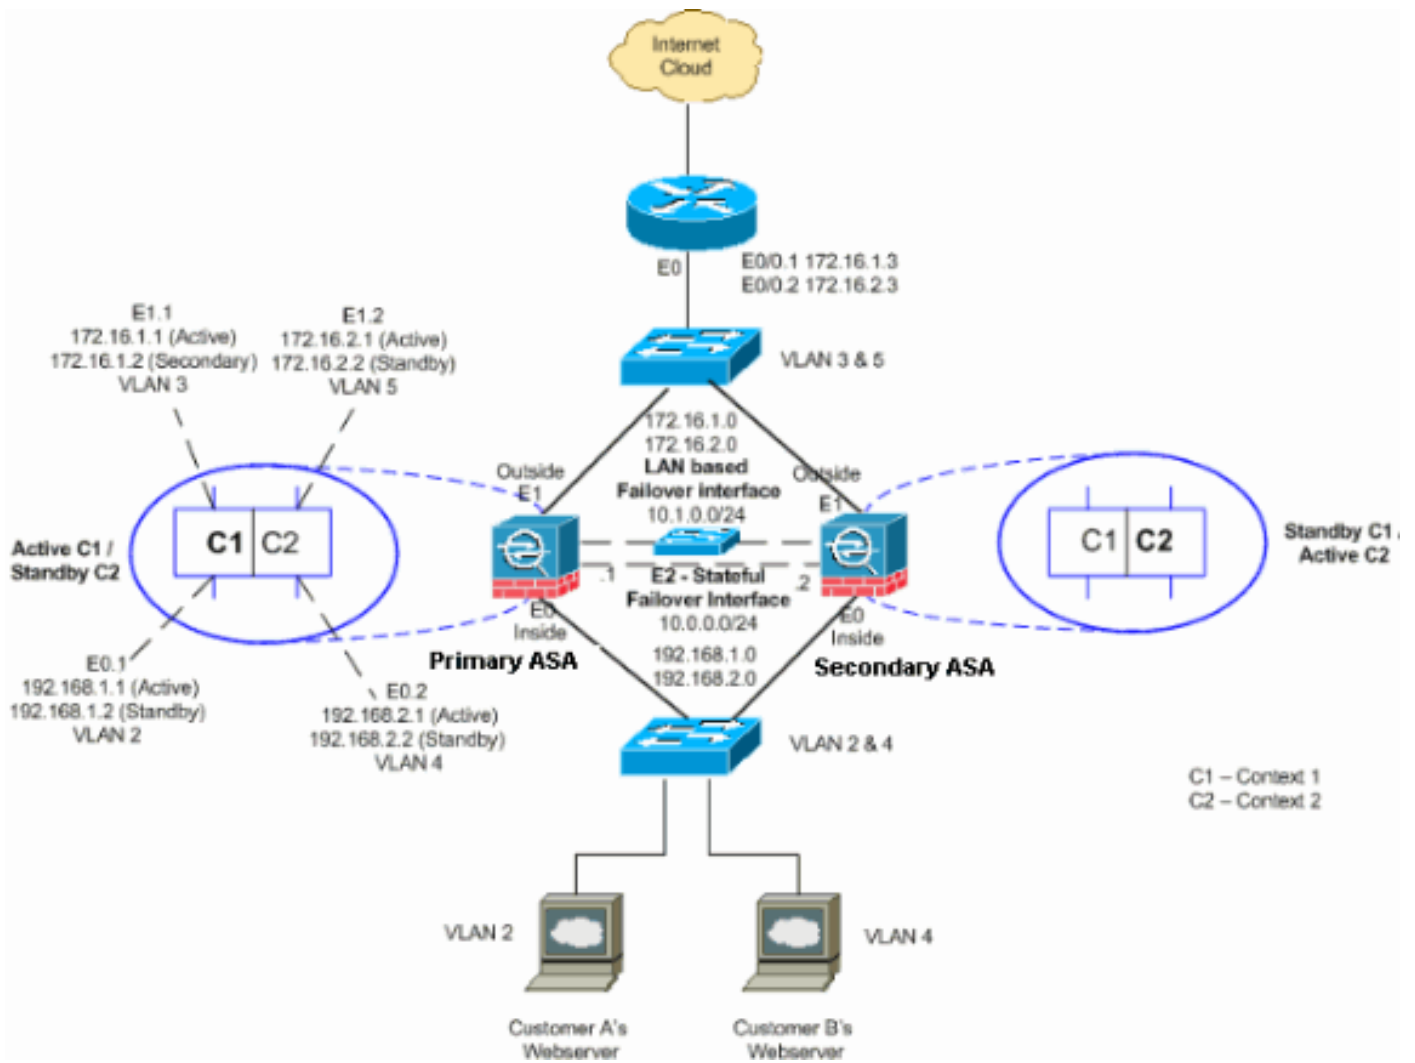 Internet
Cloud
E0
E0/0.1 172.16.1.3
E0/0.2 172.16.2.3
E1.1
172.16.1.1 (Active)
172.16.1.2 (Secondary)
VLAN 3
E1.2
172.16.2.1 (Active)
172.16.2.2 (Standby)
VLAN 5
VLAN 3 & 5
172.16.1.0
172.16.2.0
LAN based
Failover interface
10.1.0.0/24
Outside
E1
Outside
E1
Active C1 /
Standby C2
C1
C2
C1
C2
Standby C1 /
Active C2
.1
E2 - Stateful
Failover Interface
10.0.0.0/24
.2
E0
Inside
Primary ASA
E0
Inside
Secondary ASA
192.168.1.0
192.168.2.0
E0.1
192.168.1.1 (Active)
192.168.1.2 (Standby)
VLAN 2
E0.2
192.168.2.1 (Active)
192.168.2.2 (Standby)
VLAN 4
VLAN 2 & 4
C1 – Context 1
C2 – Context 2
VLAN 2
VLAN 4
Customer A's
Webserver
Customer B's
Webserver